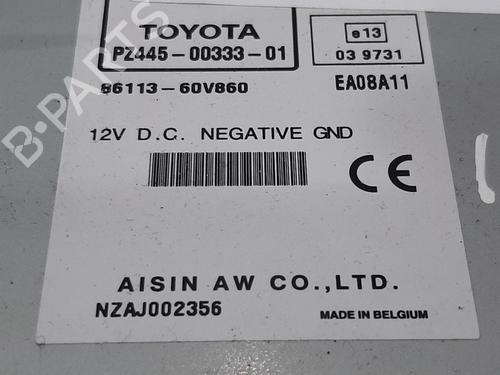 TOYOTA
PZ445-00333-01
e13
03 9731
86113-60V860
EA08A11
12V D.C. NEGATIVE GND
CE
AISIN AW CO.,LTD.
NZAJ002356
MADE IN BELGIUM
B-PARTS